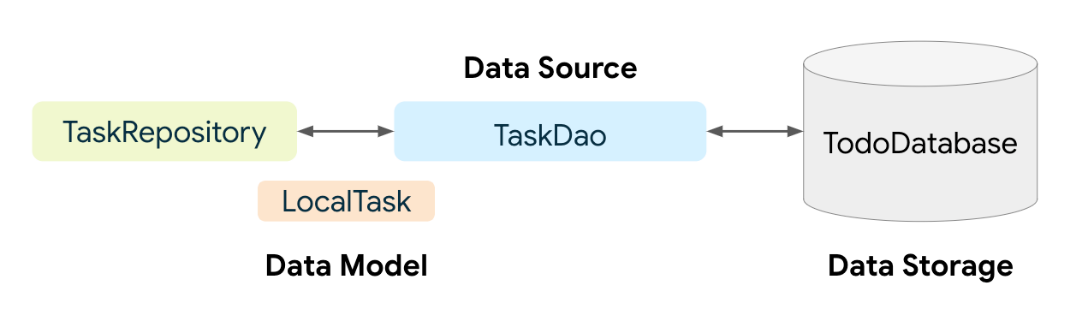 Data Source
TaskRepository
TaskDao
TodoDatabase
LocalTask
Data Model
Data Storage